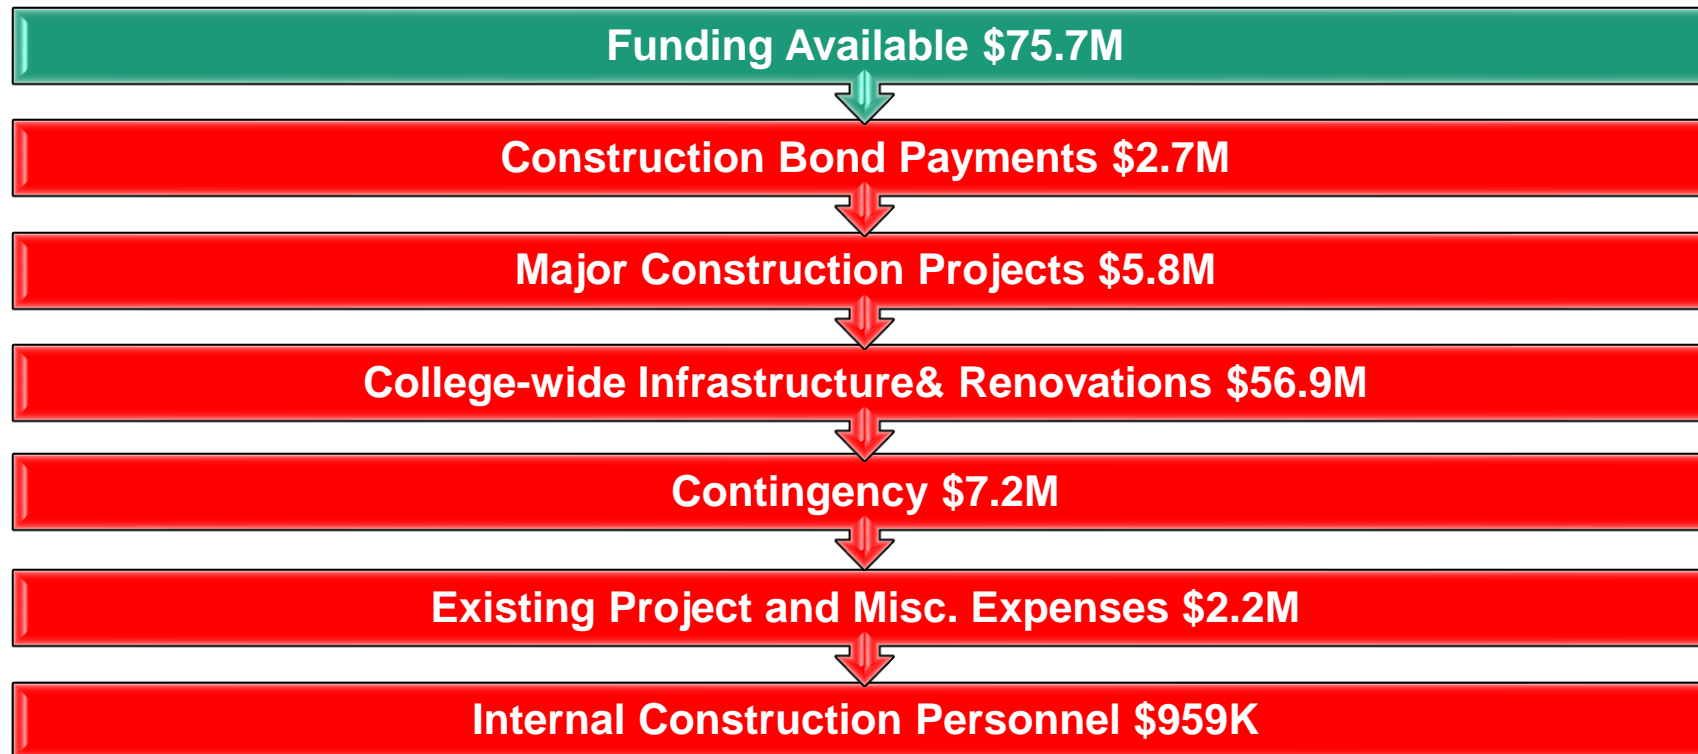 Funding Available $75.7M
Construction Bond Payments $2.7M
Major Construction Projects $5.8M
College-wide Infrastructure& Renovations $56.9M
Contingency $7.2M
Existing Project and Misc. Expenses $2.2M
Internal Construction Personnel $959K